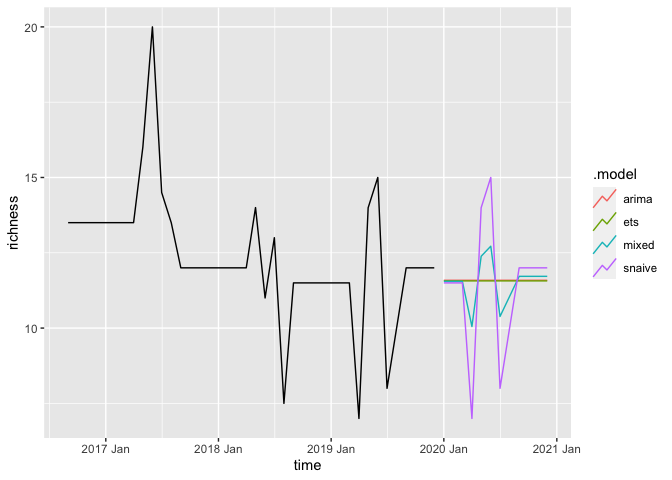 20
15
10
richness
2017 Jan
2018 Jan
2019 Jan
2020 Jan
2021 Jan
time
.model
arima
ets
mixed
snaive